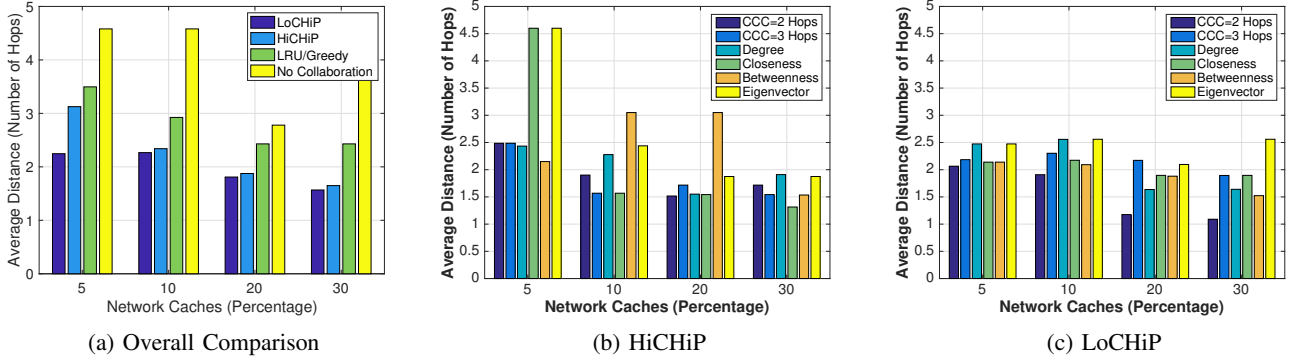 5
4
3
2
1
0
Average Distance (Number of Hops)
LoCHiP
HiCHiP
LRU/Greedy
No Collaboration
5 10 20 30
Network Caches (Percentage)
(a) Overall Comparison
5
4.5
4
3.5
3
2.5
2
1.5
1
0.5
0
Average Distance (Number of Hops)
CCC=2 Hops
CCC=3 Hops
Degree
Closeness
Betweenness
Eigenvector
5 10 20 30
Network Caches (Percentage)
(b) HiCHiP
5
4.5
4
3.5
3
2.5
2
1.5
1
0.5
0
Average Distance (Number of Hops)
CCC=2 Hops
CCC=3 Hops
Degree
Closeness
Betweenness
Eigenvector
5 10 20 30
Network Caches (Percentage)
(c) LoCHiP